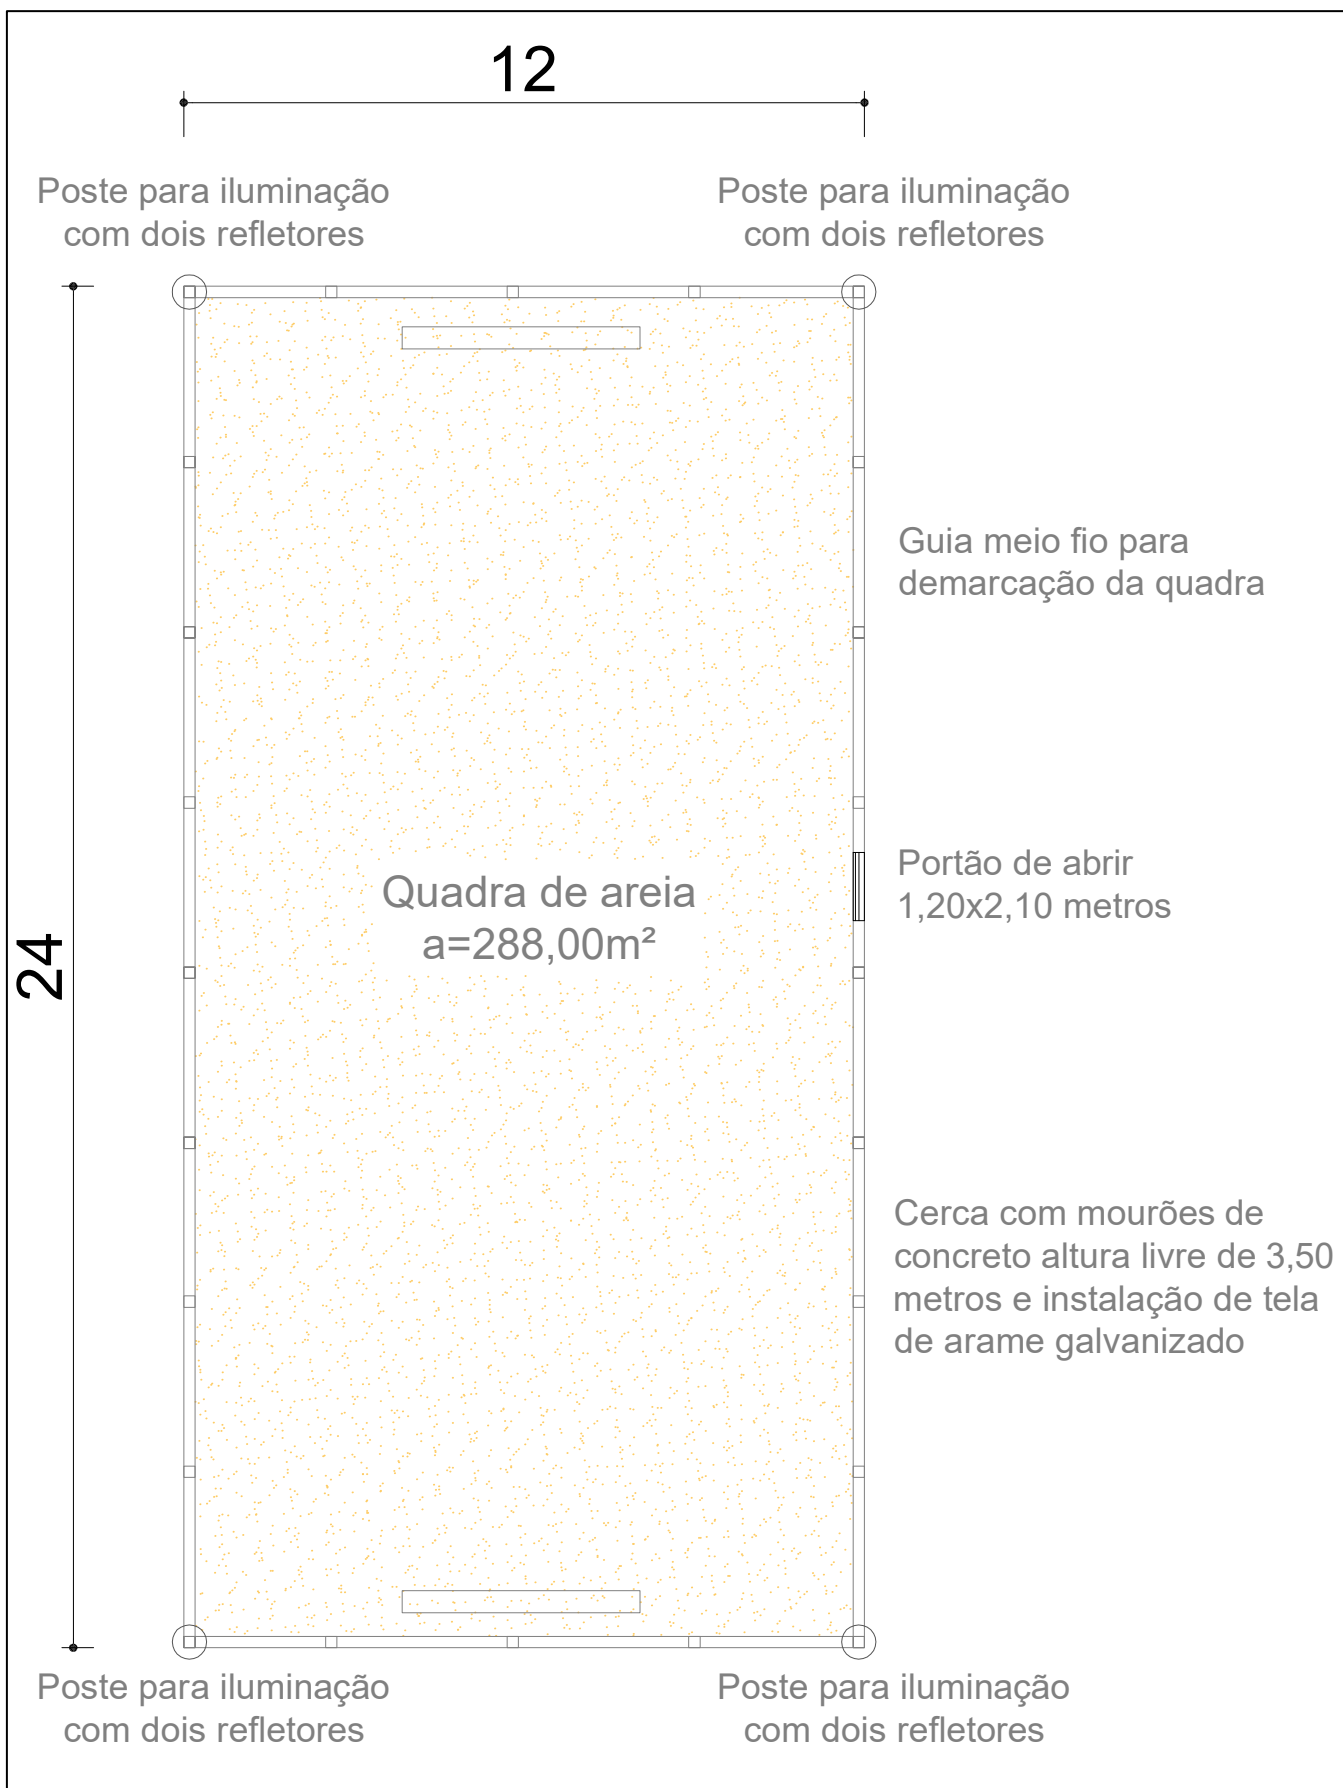 12
Poste para iluminação
com dois refletores
Poste para iluminação
com dois refletores
Guia meio fio para
demarcação da quadra
Portão de abrir
1,20x2,10 metros
Quadra de areia
a=288,00m²
24
Cerca com mourões de
concreto altura livre de 3,50
metros e instalação de tela
de arame galvanizado
Poste para iluminação
com dois refletores
Poste para iluminação
com dois refletores